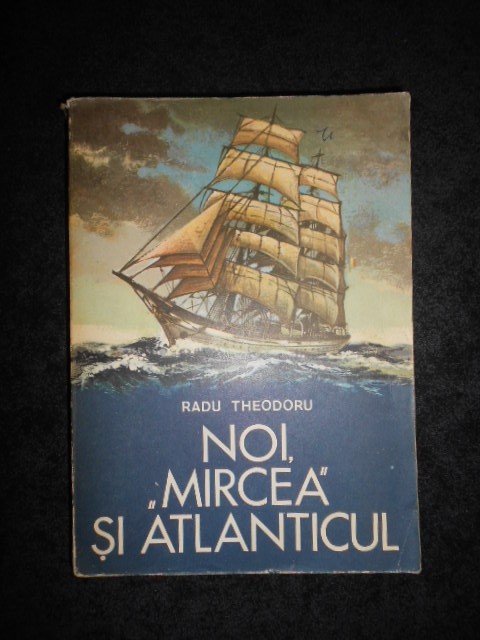 RADU THEODORU
NOI,
„MIRCEA"
ȘI ATLANTICUL